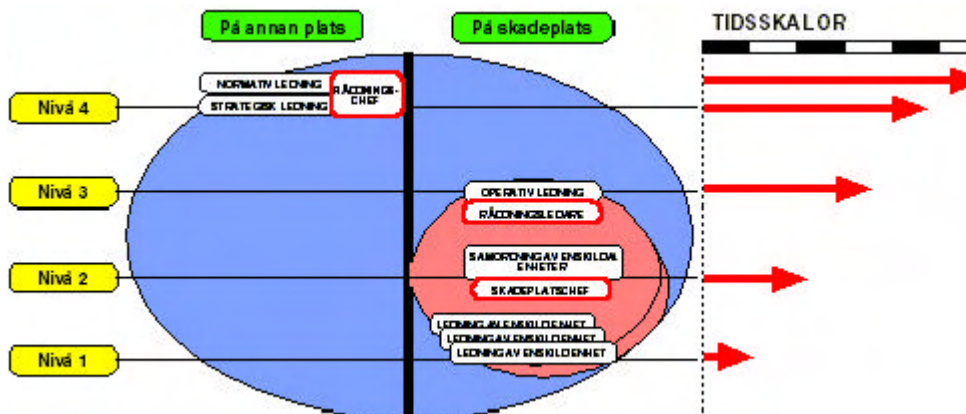 På annan plats
På skadeplats
TIDSSKALOR
NORMATIV LEDNING
STRATEGISK LEDNING
RÄDDNINGS-
CHEF
Nivå 4
Nivå 3
OPERATIV LEDNING
RÄDDNINGSLEDARE
SAMORDNING AV ENSKILDA
ENHETER
Nivå 2
SKADEPLATSCHEF
LEDNING AV ENSKILD ENHET
LEDNING AV ENSKILD ENHET
LEDNING AV ENSKILD ENHET
Nivå 1